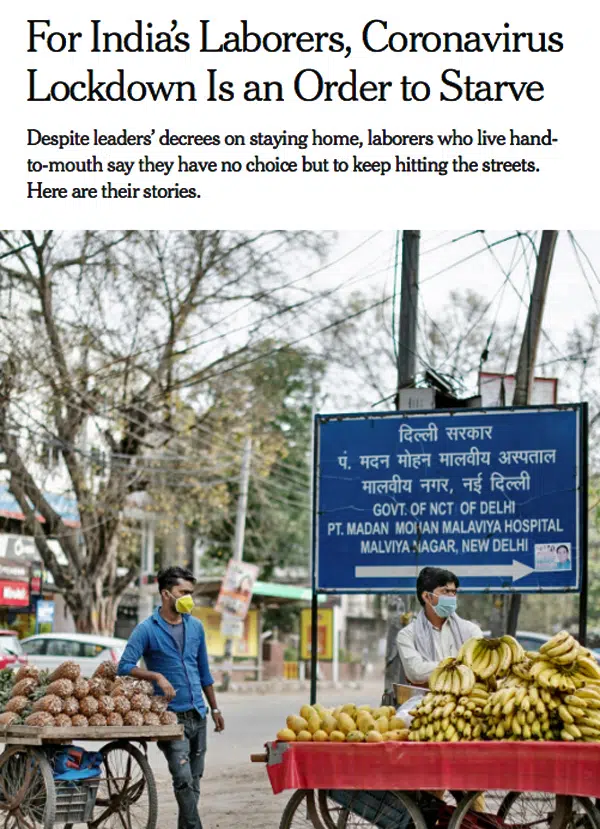 For India’s Laborers, Coronavirus
Lockdown Is an Order to Starve
Despite leaders’ decrees on staying home, laborers who live hand-
to-mouth say they have no choice but to keep hitting the streets.
Here are their stories.
दिल्ली सरकार
पं. मदन मोहन मालवीय अस्पताल
मालवीय नगर, नई दिल्ली
GOVT. OF NCT OF DELHI
PT. MADAN MOHAN MALAVIYA HOSPITAL
MALVIYA NAGAR, NEW DELHI